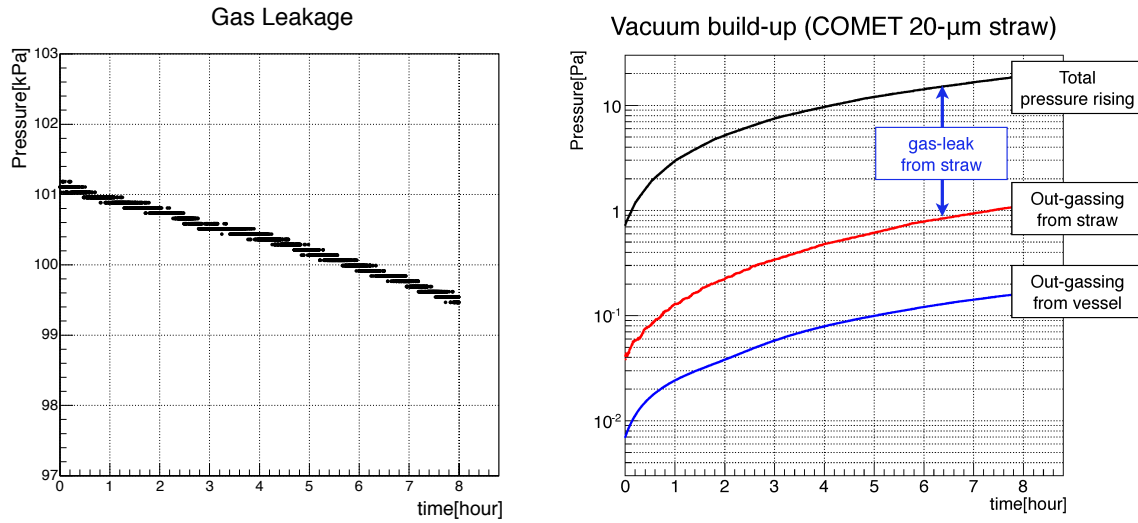 Gas Leakage
Pressure[kPa]
103
102
101
100
99
98
97
0 1 2 3 4 5 6 7 8
time[hour]
Vacuum build-up (COMET 20-μm straw)
Pressure[Pa]
10
1
10-1
10-2
0 1 2 3 4 5 6 7 8
time[hour]
Total
pressure rising
gas-leak
from straw
Out-gassing
from straw
Out-gassing
from vessel